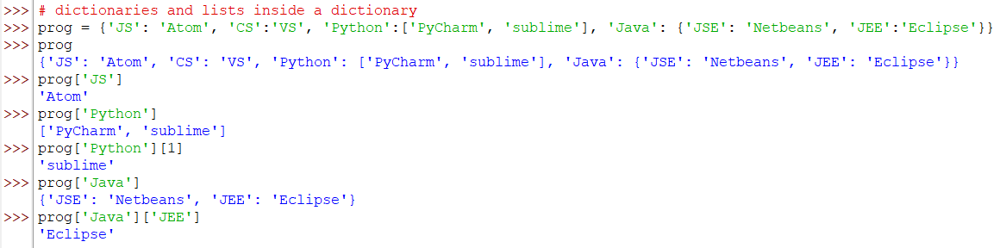 >>> # dictionaries and lists inside a dictionary
>>> prog = {'JS': 'Atom', 'CS':'VS', 'Python':['PyCharm', 'sublime'], 'Java': {'JSE': 'Netbeans', 'JEE':'Eclipse'}}
>>> prog
{'JS': 'Atom', 'CS': 'VS', 'Python': ['PyCharm', 'sublime'], 'Java': {'JSE': 'Netbeans', 'JEE': 'Eclipse'}}
>>> prog['JS']
'Atom'
>>> prog['Python']
['PyCharm', 'sublime']
>>> prog['Python'][1]
'sublime'
>>> prog['Java']
{'JSE': 'Netbeans', 'JEE': 'Eclipse'}
>>> prog['Java']['JEE']
'Eclipse'